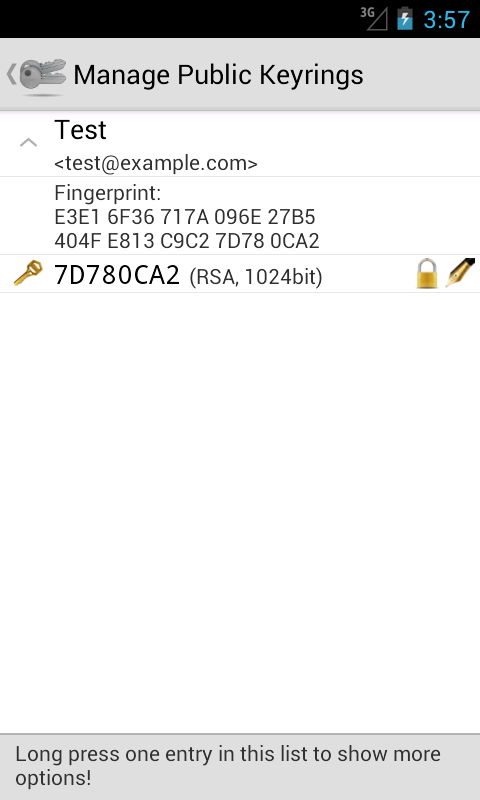 3G
3:57
Manage Public Keyrings
Test
<test@example.com>
Fingerprint:
E3E1 6F36 717A 096E 27B5
404F E813 C9C2 7D78 0CA2
7D780CA2 (RSA, 1024bit)
Long press one entry in this list to show more
options!